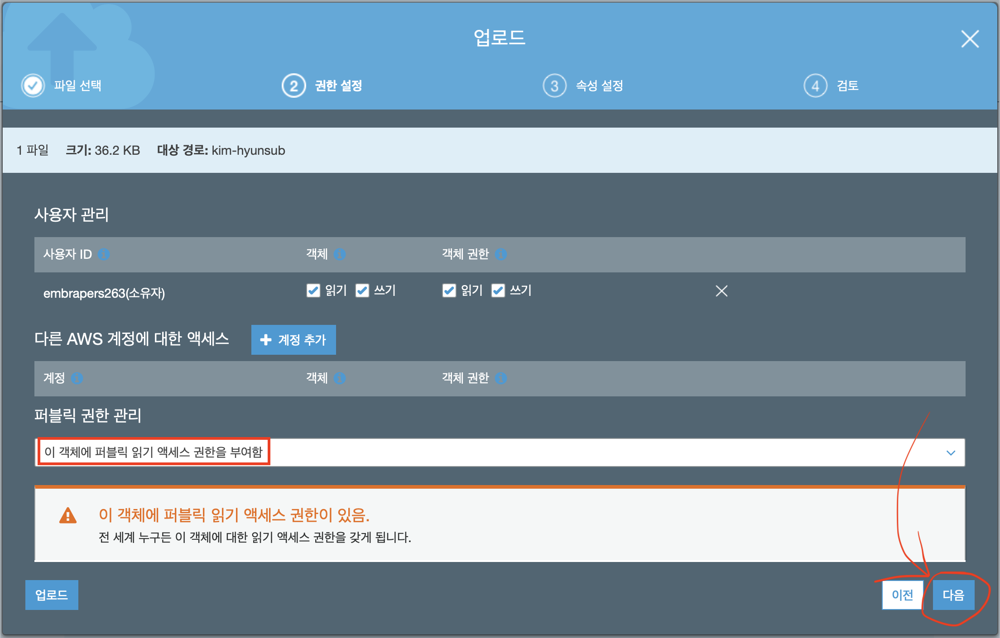 업로드
파일 선택
2 권한 설정
3 속성 설정
4 검토
1 파일 크기: 36.2 KB 대상 경로: kim-hyunsub
사용자 관리
사용자 ID 객체 객체 권한
embrapers263(소유자) 읽기 쓰기 읽기 쓰기
다른 AWS 계정에 대한 액세스 + 계정 추가
계정 객체 객체 권한
퍼블릭 권한 관리
이 객체에 퍼블릭 읽기 액세스 권한을 부여함
이 객체에 퍼블릭 읽기 액세스 권한이 있음.
전 세계 누구든 이 객체에 대한 읽기 액세스 권한을 갖게 됩니다.
업로드 이전 다음